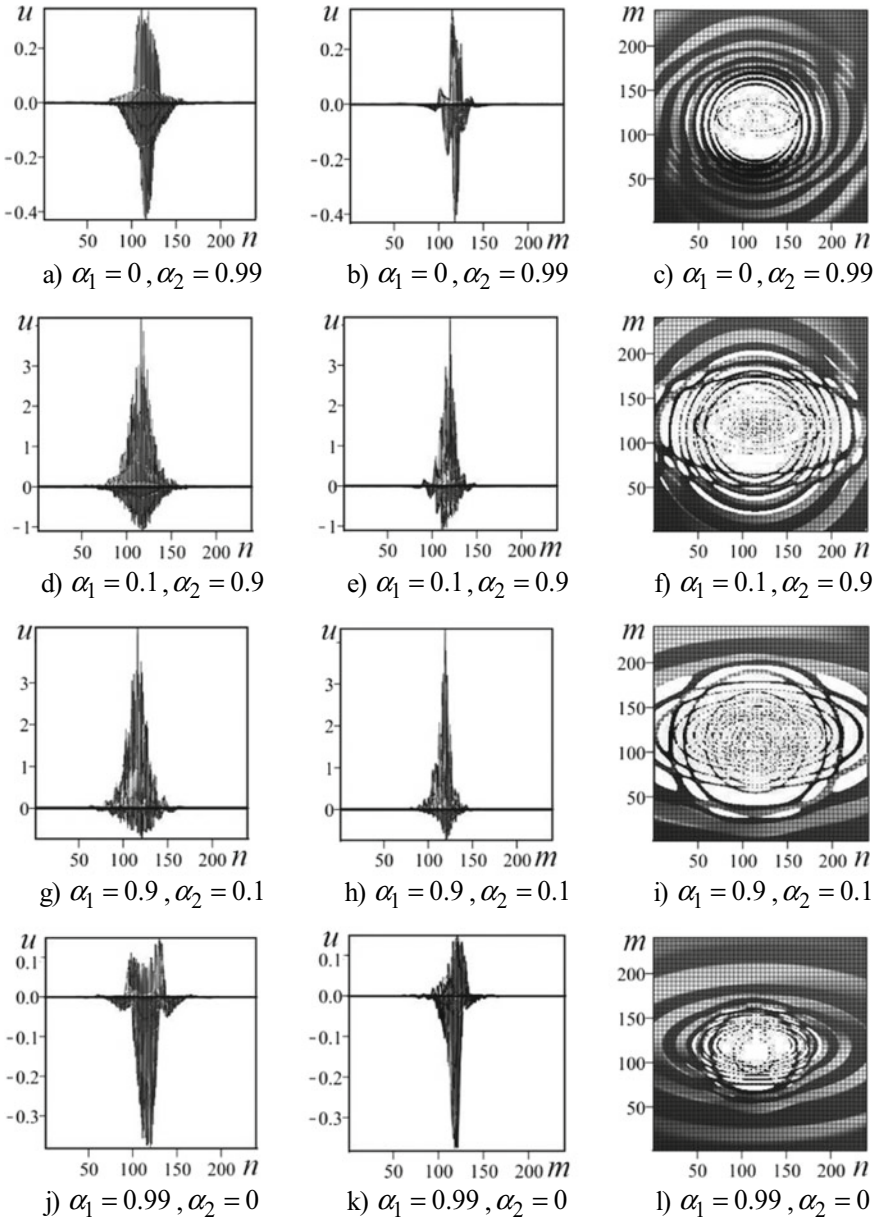 u
0.2
0.0
-0.2
-0.4
50 100 150 200 n
a) α₁ = 0 , α₂ = 0.99
u
0.2
0.0
-0.2
-0.4
50 100 150 200 m
b) α₁ = 0 , α₂ = 0.99
m
200
150
100
50
50 100 150 200 n
c) α₁ = 0 , α₂ = 0.99
u
3
2
1
0
-1
50 100 150 200 n
d) α₁ = 0.1 , α₂ = 0.9
u
3
2
1
0
-1
50 100 150 200 m
e) α₁ = 0.1 , α₂ = 0.9
m
200
150
100
50
50 100 150 200 n
f) α₁ = 0.1 , α₂ = 0.9
u
3
2
1
0
50 100 150 200 n
g) α₁ = 0.9 , α₂ = 0.1
u
3
2
1
0
50 100 150 200 m
h) α₁ = 0.9 , α₂ = 0.1
m
200
150
100
50
50 100 150 200 n
i) α₁ = 0.9 , α₂ = 0.1
u
0.1
0.0
-0.1
-0.2
-0.3
50 100 150 200 n
j) α₁ = 0.99 , α₂ = 0
u
0.1
0.0
-0.1
-0.2
-0.3
50 100 150 200 m
k) α₁ = 0.99 , α₂ = 0
m
200
150
100
50
50 100 150 200 n
l) α₁ = 0.99 , α₂ = 0